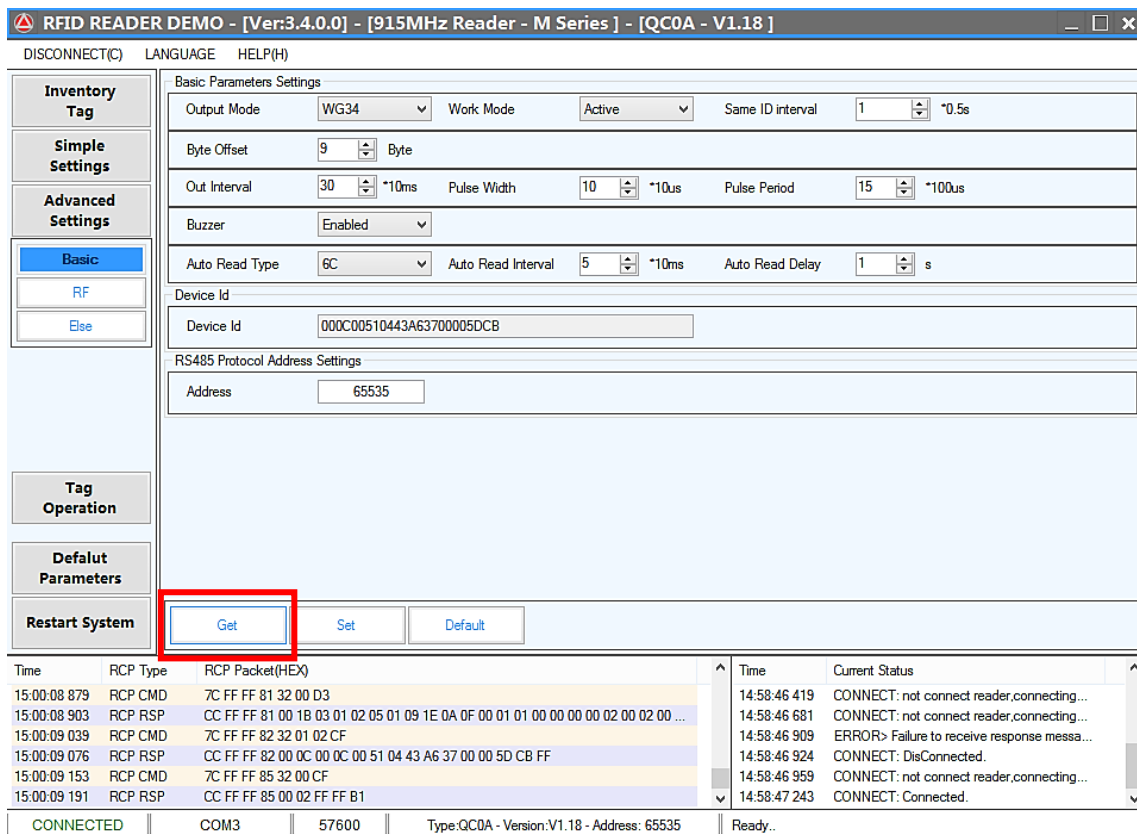 RFID READER DEMO - [Ver:3.4.0.0] - [915MHz Reader - M Series ] - [QC0A - V1.18 ]
DISCONNECT(C) LANGUAGE HELP(H)
Inventory Tag
Simple Settings
Advanced Settings
Basic
RF
Else
Tag Operation
Defalut Parameters
Restart System
Basic Parameters Settings
Output Mode WG34 Work Mode Active Same ID interval 1 *0.5s
Byte Offset 9 Byte
Out Interval 30 *10ms Pulse Width 10 *10us Pulse Period 15 *100us
Buzzer Enabled
Auto Read Type 6C Auto Read Interval 5 *10ms Auto Read Delay 1 s
Device Id
Device Id 000C00510443A63700005DCB
RS485 Protocol Address Settings
Address 65535
Get Set Default
Time RCP Type RCP Packet(HEX)
15:00:08 879 RCP CMD 7C FF FF 81 32 00 D3
15:00:08 903 RCP RSP CC FF FF 81 00 1B 03 01 02 05 01 09 1E 0A 0F 00 01 01 00 00 00 00 02 00 02 00 ...
15:00:09 039 RCP CMD 7C FF FF 82 32 01 02 CF
15:00:09 076 RCP RSP CC FF FF 82 00 0C 00 0C 00 51 04 43 A6 37 00 00 5D CB FF
15:00:09 153 RCP CMD 7C FF FF 85 32 00 CF
15:00:09 191 RCP RSP CC FF FF 85 00 02 FF FF B1
Time Current Status
14:58:46 419 CONNECT: not connect reader,connecting...
14:58:46 681 CONNECT: not connect reader,connecting...
14:58:46 909 ERROR> Failure to receive response messa...
14:58:46 924 CONNECT: DisConnected.
14:58:46 959 CONNECT: not connect reader,connecting...
14:58:47 243 CONNECT: Connected.
CONNECTED COM3 57600 Type:QC0A - Version:V1.18 - Address: 65535 Ready..